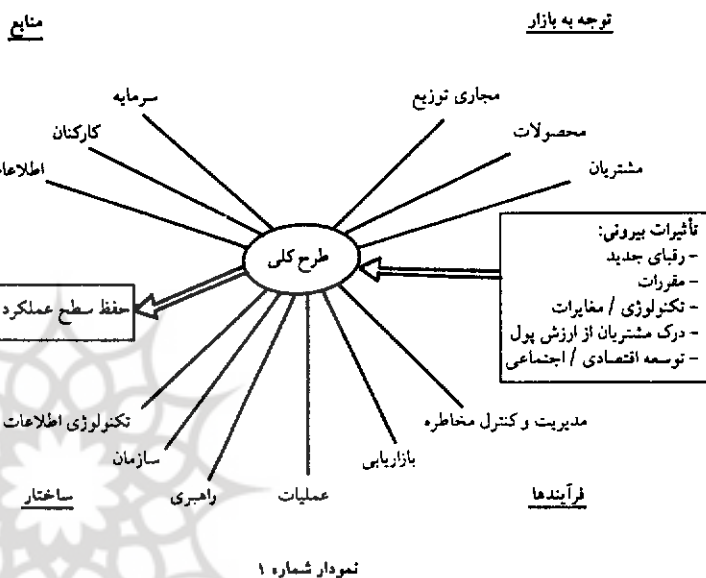 توجه به بازار
منابع
مجاری توزیع
محصولات
مشتریان
سرمایه
کارکنان
طرح کلی
تأثیرات بیرونی:
- رقبای جدید
- مقررات
- تکنولوژی / مغایرات
- درک مشتریان از ارزش پول
- توسعه اقتصادی / اجتماعی
حفظ سطح عملکرد
مدیریت و کنترل مخاطره
بازاریابی
عملیات
راهبری
سازمان
تکنولوژی اطلاعات
فرآیندها
ساختار
نمودار شماره ۱